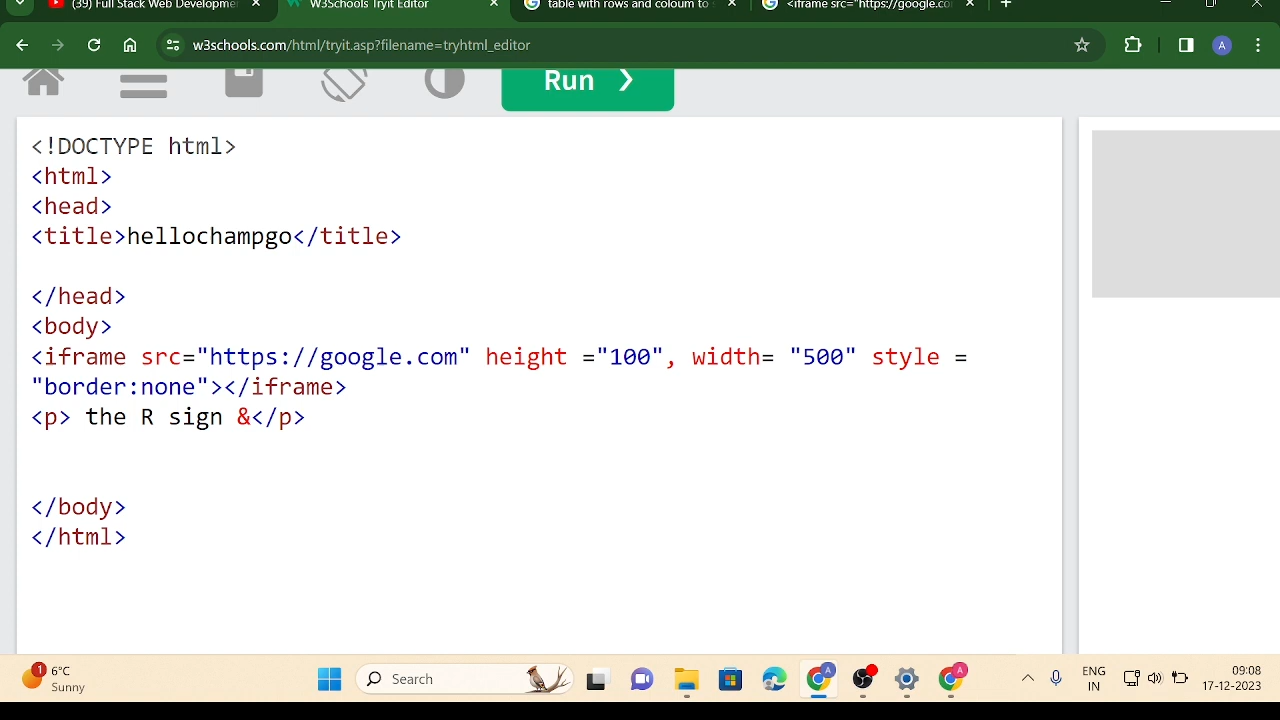 (39) Full Stack Web Developmen
W3Schools Tryit Editor
table with rows and coloum to
<iframe src="https://google.co
w3schools.com/html/tryit.asp?filename=tryhtml_editor
A
Run ❯
<!DOCTYPE html>
<html>
<head>
<title>hellochampgo</title>
</head>
<body>
<iframe src="https://google.com" height ="100", width= "500" style =
"border:none"></iframe>
<p> the R sign &</p>
</body>
</html>
1
6°C
Sunny
Search
A
A
ENG
IN
09:08
17-12-2023